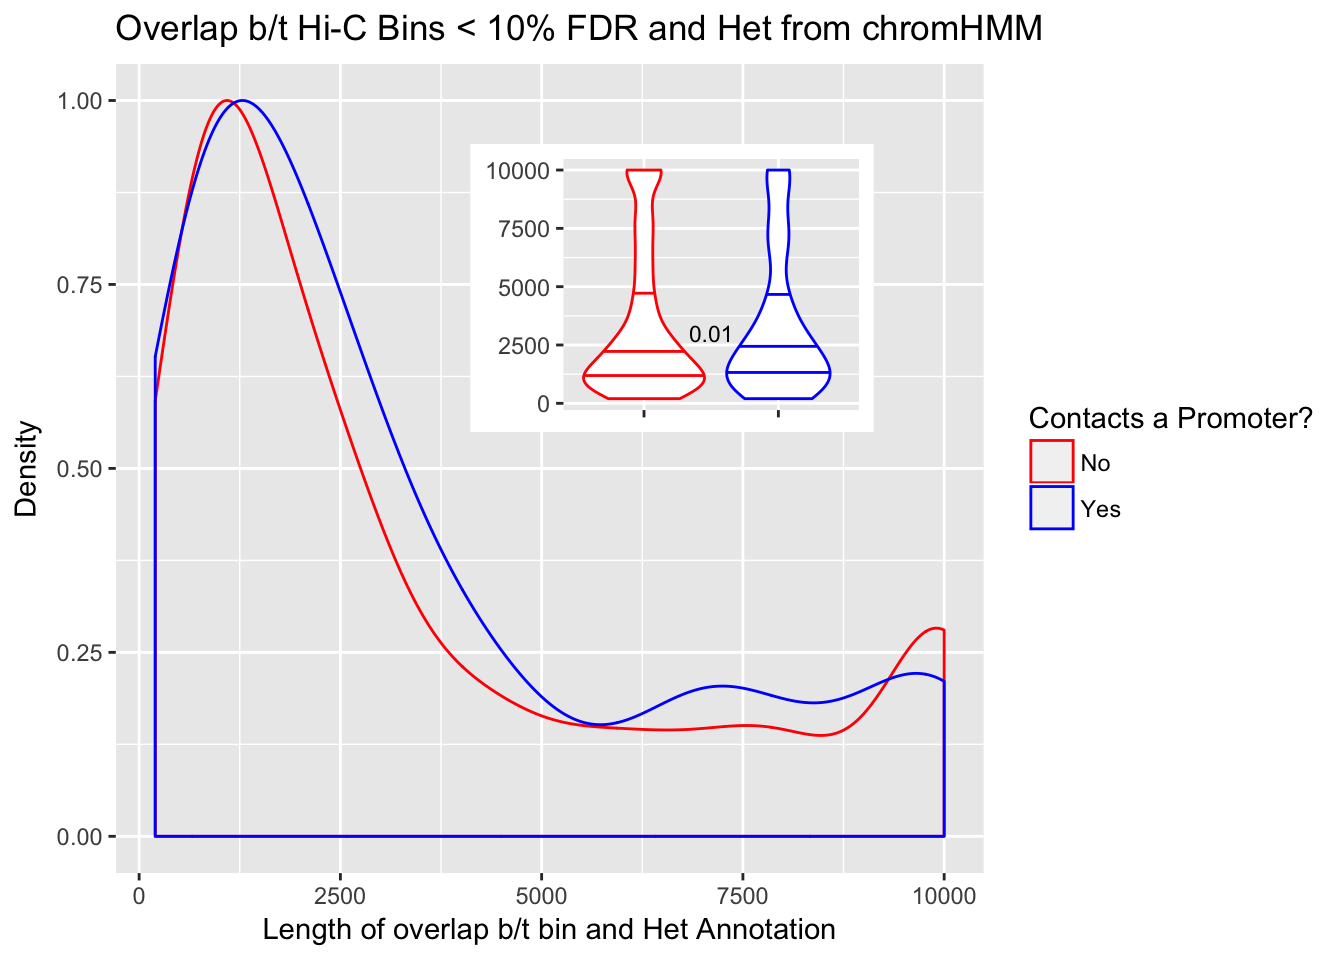 Overlap b/t Hi-C Bins < 10% FDR and Het from chromHMM
Density
1.00
0.75
0.50
0.25
0.00
10000
7500
5000
2500
0
0.01
Contacts a Promoter?
No
Yes
0 2500 5000 7500 10000
Length of overlap b/t bin and Het Annotation